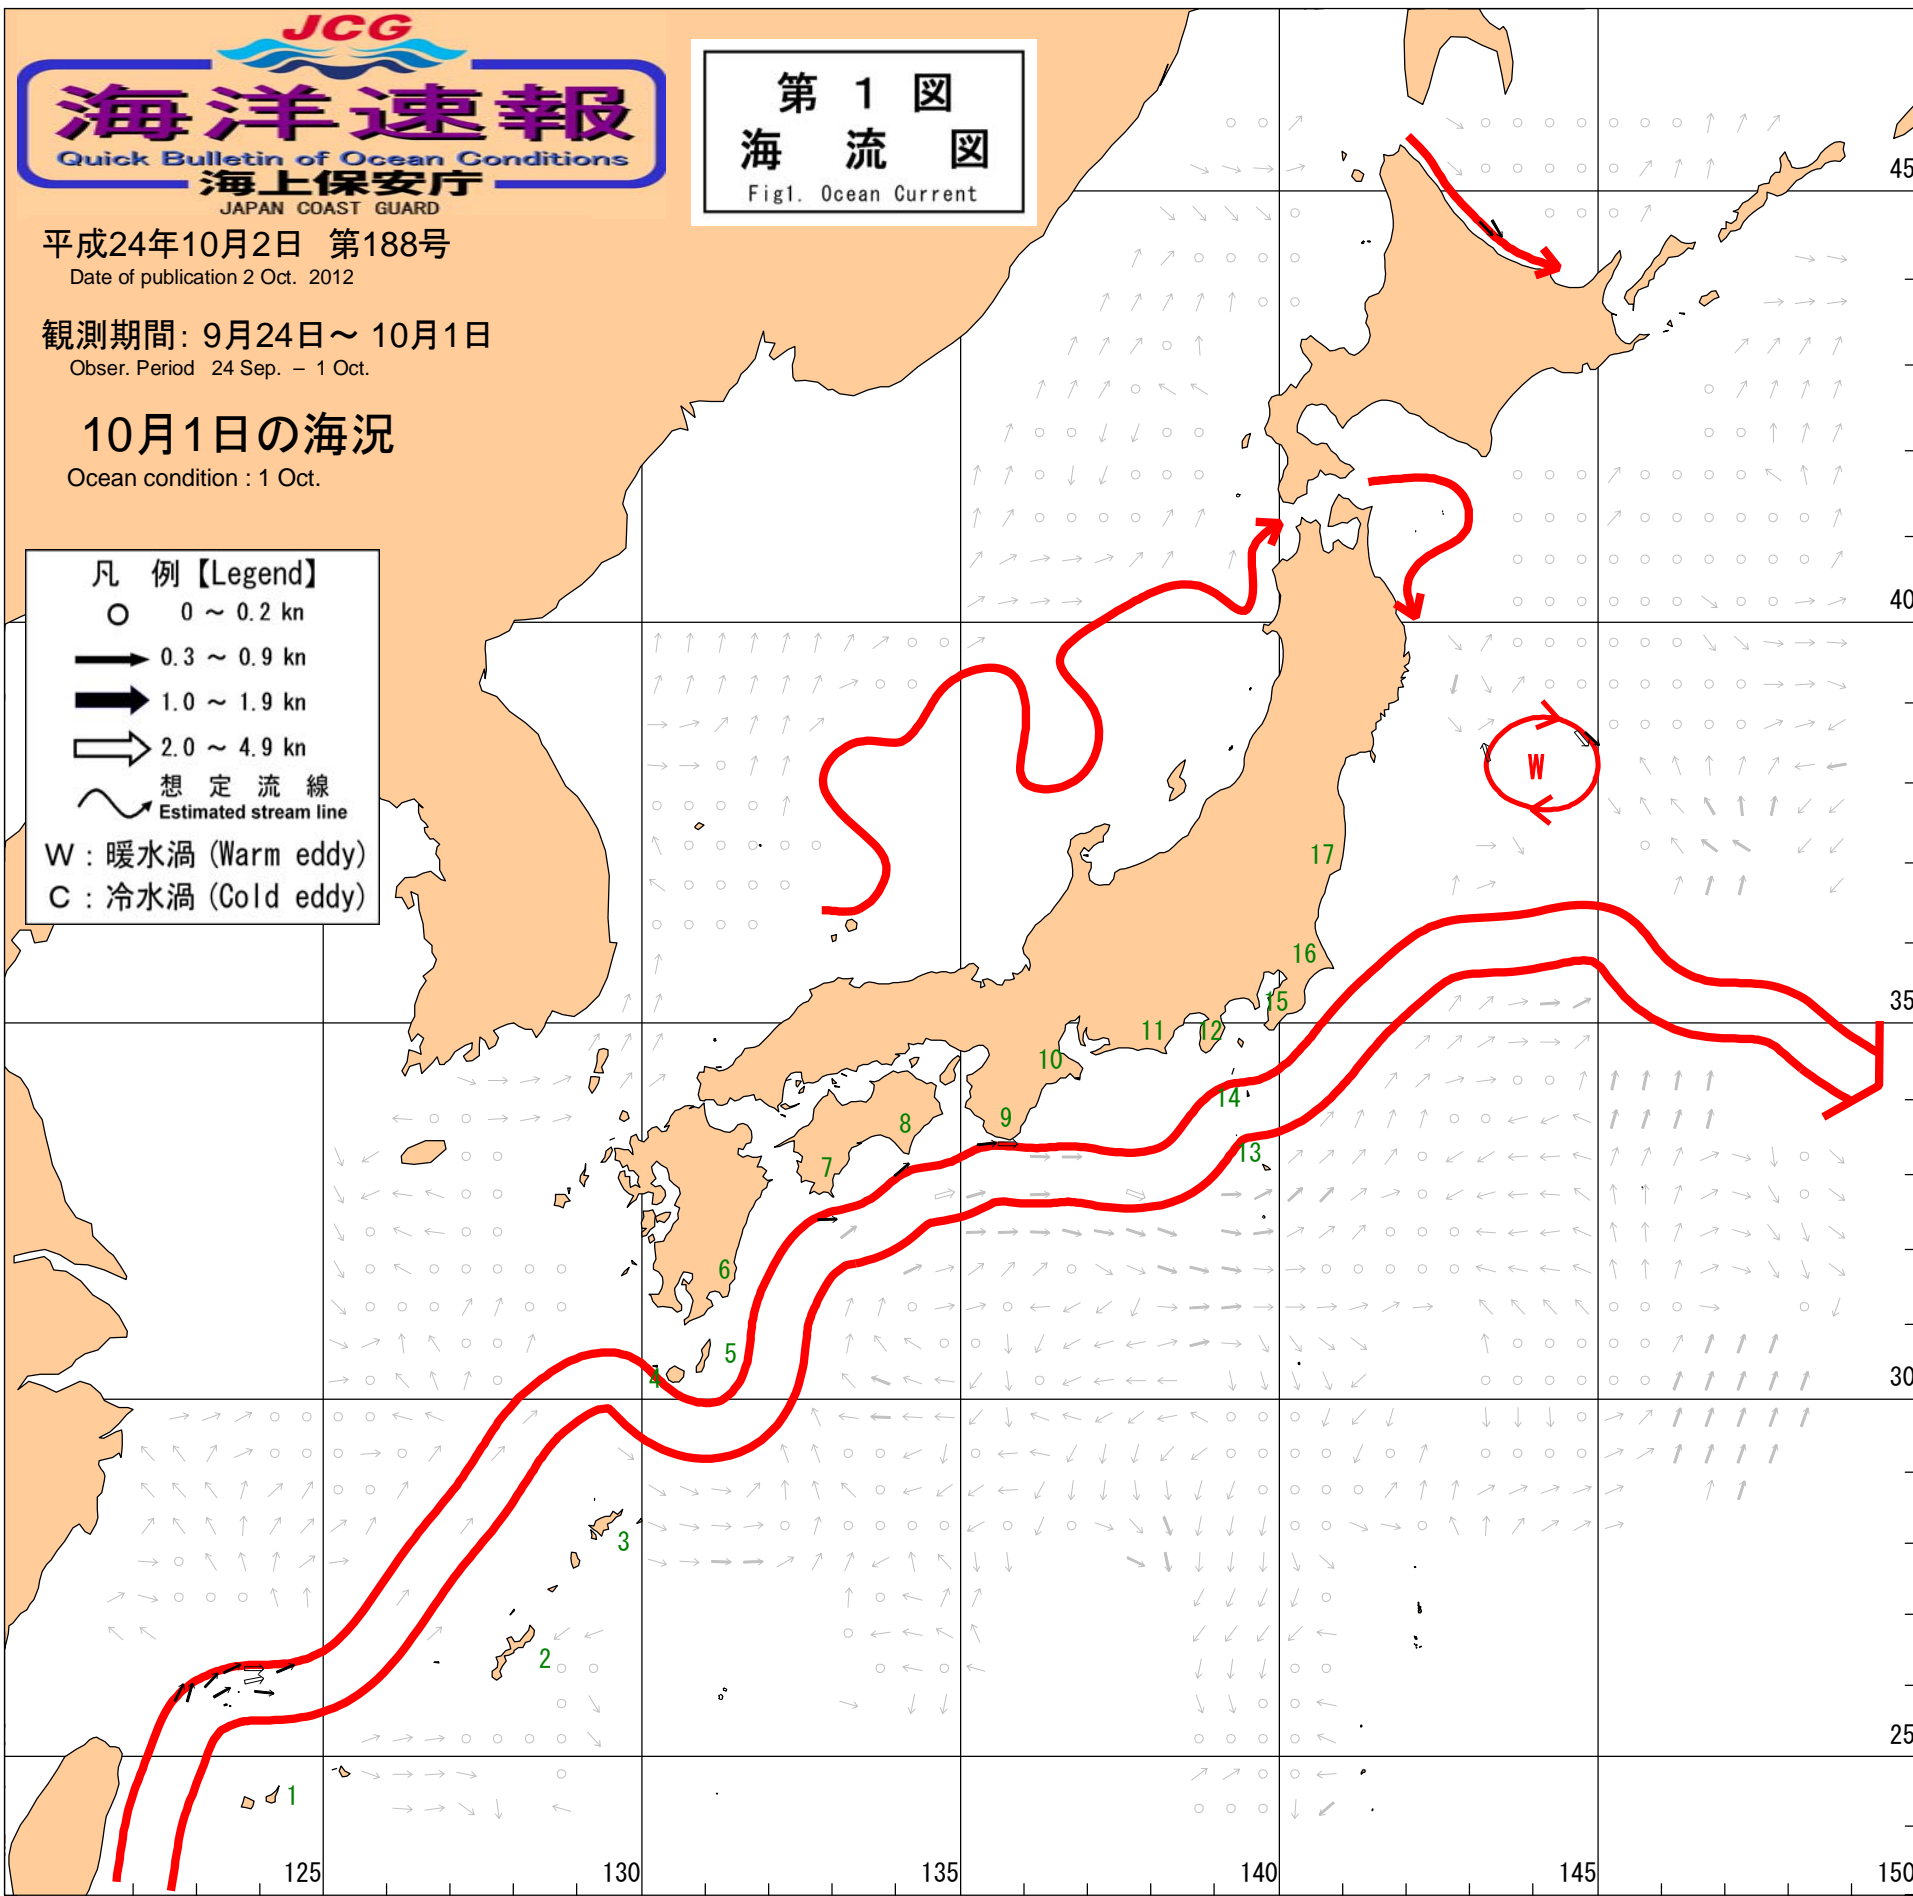 JCG
海洋速報
Quick Bulletin of Ocean Conditions
海上保安庁
JAPAN COAST GUARD
第 1 図
海 流 図
Fig1. Ocean Current
平成24年10月2日 第188号
Date of publication 2 Oct. 2012
観測期間: 9月24日～ 10月1日
Obser. Period 24 Sep. – 1 Oct.
10月1日の海況
Ocean condition : 1 Oct.
凡 例【Legend】
0 ～ 0.2 kn
0.3 ～ 0.9 kn
1.0 ～ 1.9 kn
2.0 ～ 4.9 kn
想 定 流 線
Estimated stream line
W : 暖水渦 (Warm eddy)
C : 冷水渦 (Cold eddy)
45
40
W
17
16
35
15
12
11
10
14
9
8
13
7
6
5
4
30
3
2
25
1
125
130
135
140
145
150